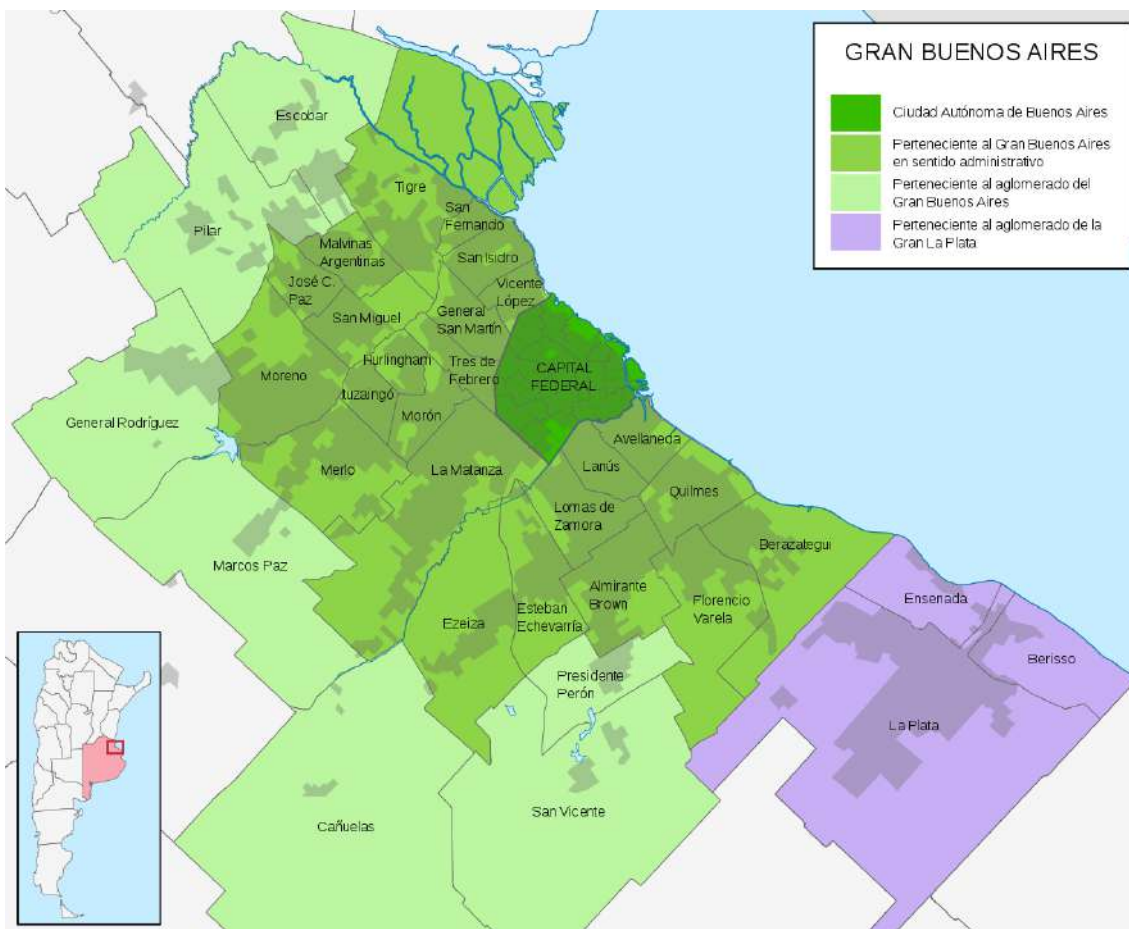 GRAN BUENOS AIRES
Ciudad Autónoma de Buenos Aires
Perteneciente al Gran Buenos Aires
en sentido administrativo
Perteneciente al aglomerado del
Gran Buenos Aires
Perteneciente al aglomerado de la
Gran La Plata
Escobar
Tigre
San
Fernando
Pilar
Malvinas
Argentinas
San Isidro
José C.
Paz
Vicente
López
San Miguel
General
San Martín
Hurlingham
Tres de
Febrero
CAPITAL
FEDERAL
Moreno
Ituzaingó
Morón
General Rodríguez
Avellaneda
Merlo
La Matanza
Lanús
Quilmes
Lomas de
Zamora
Berazategui
Marcos Paz
Almirante
Brown
Florencio
Varela
Ensenada
Ezeiza
Esteban
Echevarría
Berisso
Presidente
Perón
La Plata
San Vicente
Cañuelas